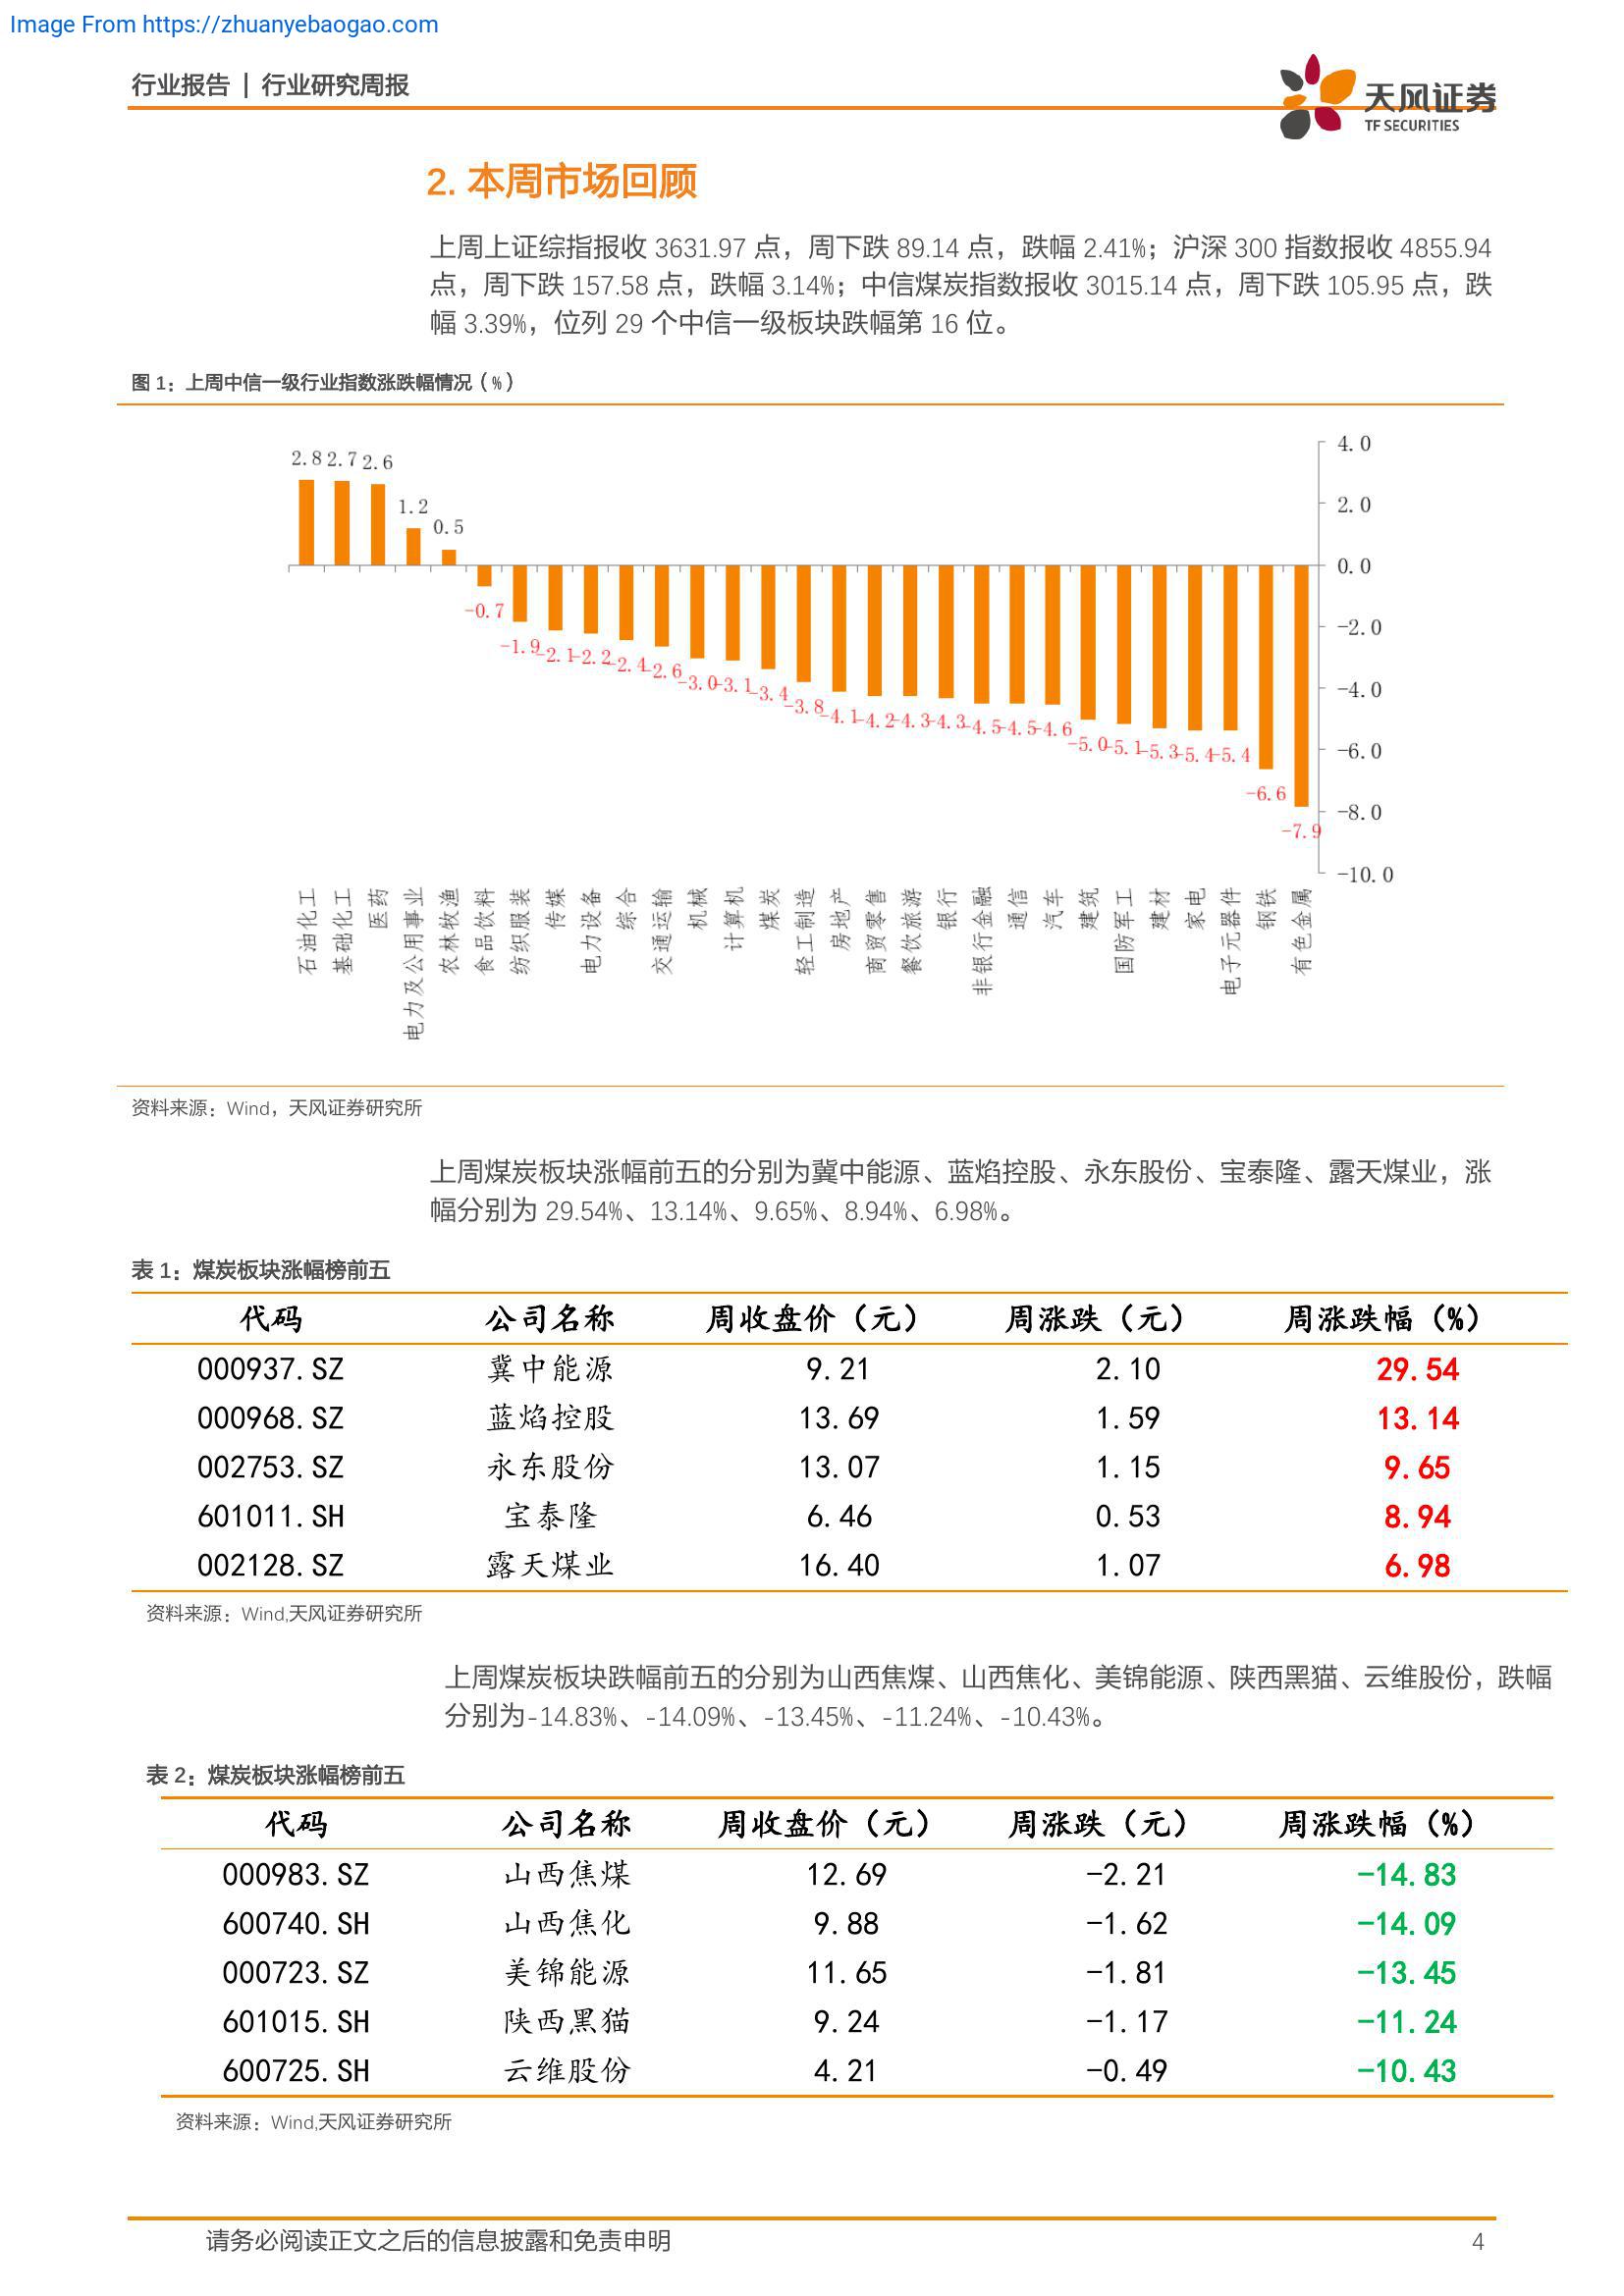 Image From https://zhuanyebaogao.com
行业报告 | 行业研究周报
天风证券
TF SECURITIES
2. 本周市场回顾
上周上证综指报收 3631.97 点，周下跌 89.14 点，跌幅 2.41%；沪深 300 指数报收 4855.94
点，周下跌 157.58 点，跌幅 3.14%；中信煤炭指数报收 3015.14 点，周下跌 105.95 点，跌
幅 3.39%，位列 29 个中信一级板块跌幅第 16 位。
图 1：上周中信一级行业指数涨跌幅情况（%）
2.8 2.7 2.6 1.2 0.5 -0.7 -1.9 -2.1 -2.2 -2.4 -2.6 -3.0 -3.1 -3.4 -3.8 -4.1 -4.2 -4.3 -4.3 -4.5 -4.5 -4.6 -5.0 -5.1 -5.3 -5.4 -5.4 -6.6 -7.9
4.0
2.0
0.0
-2.0
-4.0
-6.0
-8.0
-10.0
石油化工
基础化工
医药
电力及公用事业
农林牧渔
食品饮料
纺织服装
传媒
电力设备
综合
交通运输
机械
计算机
煤炭
轻工制造
房地产
商贸零售
餐饮旅游
银行
非银行金融
通信
汽车
建筑
国防军工
建材
家电
电子元器件
钢铁
有色金属
资料来源：Wind，天风证券研究所
上周煤炭板块涨幅前五的分别为冀中能源、蓝焰控股、永东股份、宝泰隆、露天煤业，涨
幅分别为 29.54%、13.14%、9.65%、8.94%、6.98%。
表 1：煤炭板块涨幅榜前五
代码 公司名称 周收盘价（元） 周涨跌（元） 周涨跌幅（%）
000937.SZ 冀中能源 9.21 2.10 29.54
000968.SZ 蓝焰控股 13.69 1.59 13.14
002753.SZ 永东股份 13.07 1.15 9.65
601011.SH 宝泰隆 6.46 0.53 8.94
002128.SZ 露天煤业 16.40 1.07 6.98
资料来源：Wind,天风证券研究所
上周煤炭板块跌幅前五的分别为山西焦煤、山西焦化、美锦能源、陕西黑猫、云维股份，跌幅
分别为-14.83%、-14.09%、-13.45%、-11.24%、-10.43%。
表 2：煤炭板块涨幅榜前五
代码 公司名称 周收盘价（元） 周涨跌（元） 周涨跌幅（%）
000983.SZ 山西焦煤 12.69 -2.21 -14.83
600740.SH 山西焦化 9.88 -1.62 -14.09
000723.SZ 美锦能源 11.65 -1.81 -13.45
601015.SH 陕西黑猫 9.24 -1.17 -11.24
600725.SH 云维股份 4.21 -0.49 -10.43
资料来源：Wind,天风证券研究所
请务必阅读正文之后的信息披露和免责申明 4